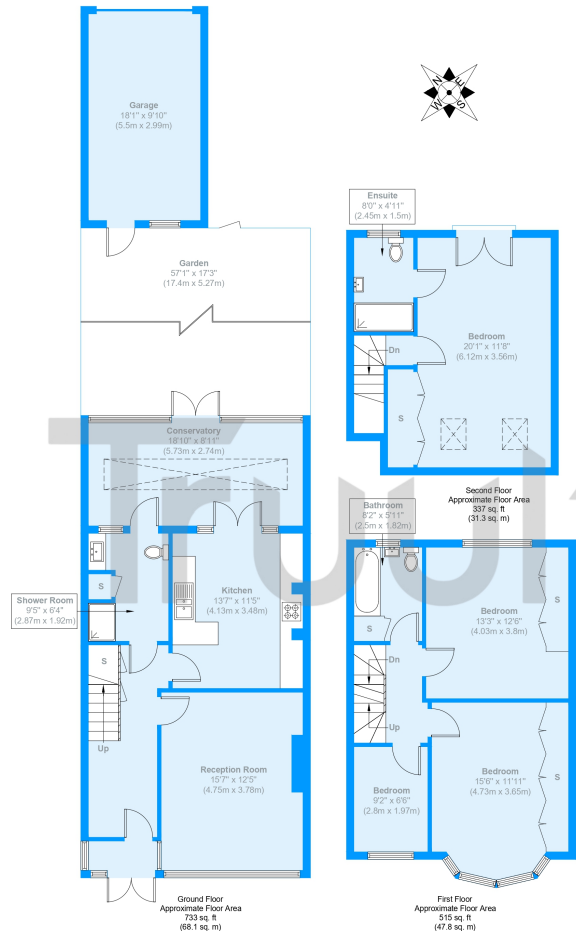 Garage
18'1" x 9'10"
(5.5m x 2.99m)
N
E
W
S
Ensuite
8'0" x 4'11"
(2.45m x 1.5m)
Garden
57'1" x 17'3"
(17.4m x 5.27m)
Dn
Bedroom
20'1" x 11'8"
(6.12m x 3.56m)
S
Conservatory
18'10" x 8'11"
(5.73m x 2.74m)
Second Floor
Approximate Floor Area
337 sq. ft
(31.3 sq. m)
Bathroom
8'2" x 5'11"
(2.5m x 1.82m)
S
Shower Room
9'5" x 6'4"
(2.87m x 1.92m)
Kitchen
13'7" x 11'5"
(4.13m x 3.48m)
Bedroom
13'3" x 12'6"
(4.03m x 3.8m)
S
S
S
Dn
Up
Up
Reception Room
15'7" x 12'5"
(4.75m x 3.78m)
Bedroom
9'2" x 6'6"
(2.8m x 1.97m)
Bedroom
15'6" x 11'11"
(4.73m x 3.65m)
S
Ground Floor
Approximate Floor Area
733 sq. ft
(68.1 sq. m)
First Floor
Approximate Floor Area
515 sq. ft
(47.8 sq. m)